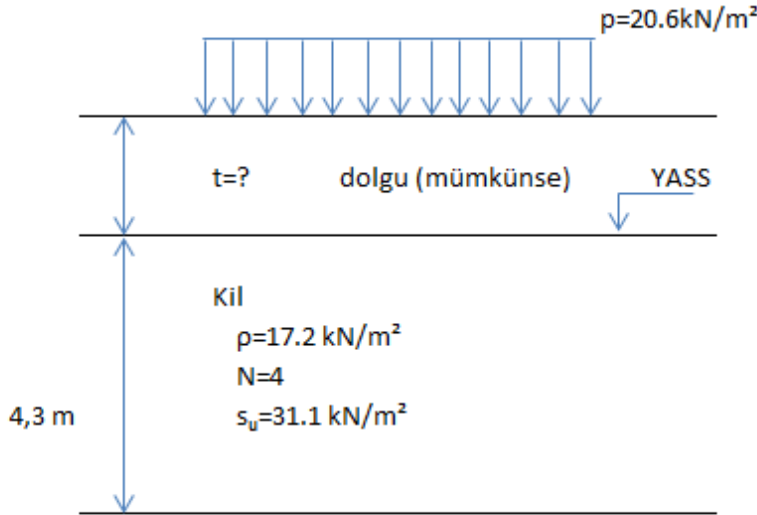 p=20.6kN/m²
t=? dolgu (mümkünse) YASS
Kil
ρ=17.2 kN/m²
N=4
4,3 m
sᵤ=31.1 kN/m²